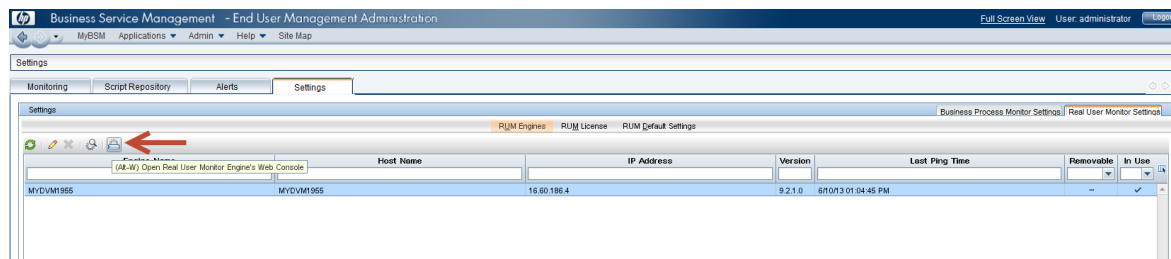 hp Business Service Management - End User Management Administration Full Screen View User: administrator Logo
MyBSM Applications Admin Help Site Map
Settings
Monitoring Script Repository Alerts Settings
Settings Business Process Monitor Settings Real User Monitor Settings
RUM Engines RUM License RUM Default Settings
Engine Name Host Name IP Address Version Last Ping Time Removable In Use
(Alt-W) Open Real User Monitor Engine's Web Console
MYDVM1955 MYDVM1955 16.60.186.4 9.2.1.0 6/10/13 01:04:45 PM --